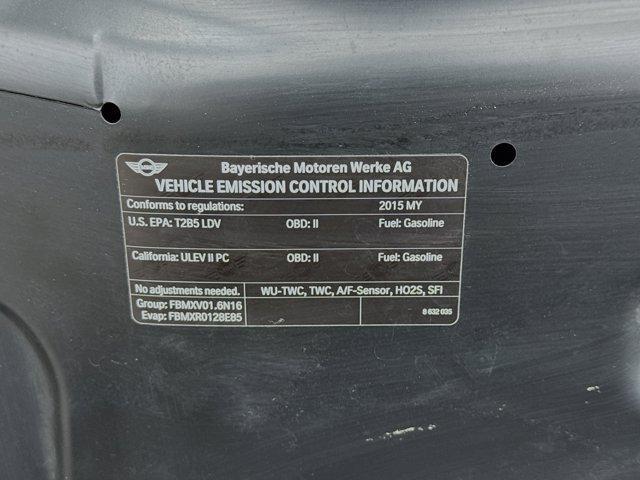 Bayerische Motoren Werke AG
VEHICLE EMISSION CONTROL INFORMATION
Conforms to regulations: 2015 MY
U.S. EPA: T2B5 LDV OBD: II Fuel: Gasoline
California: ULEV II PC OBD: II Fuel: Gasoline
No adjustments needed. WU-TWC, TWC, A/F-Sensor, HO2S, SFI
Group: FBMXV01.6N16
Evap: FBMXR0128E85 8 632 035